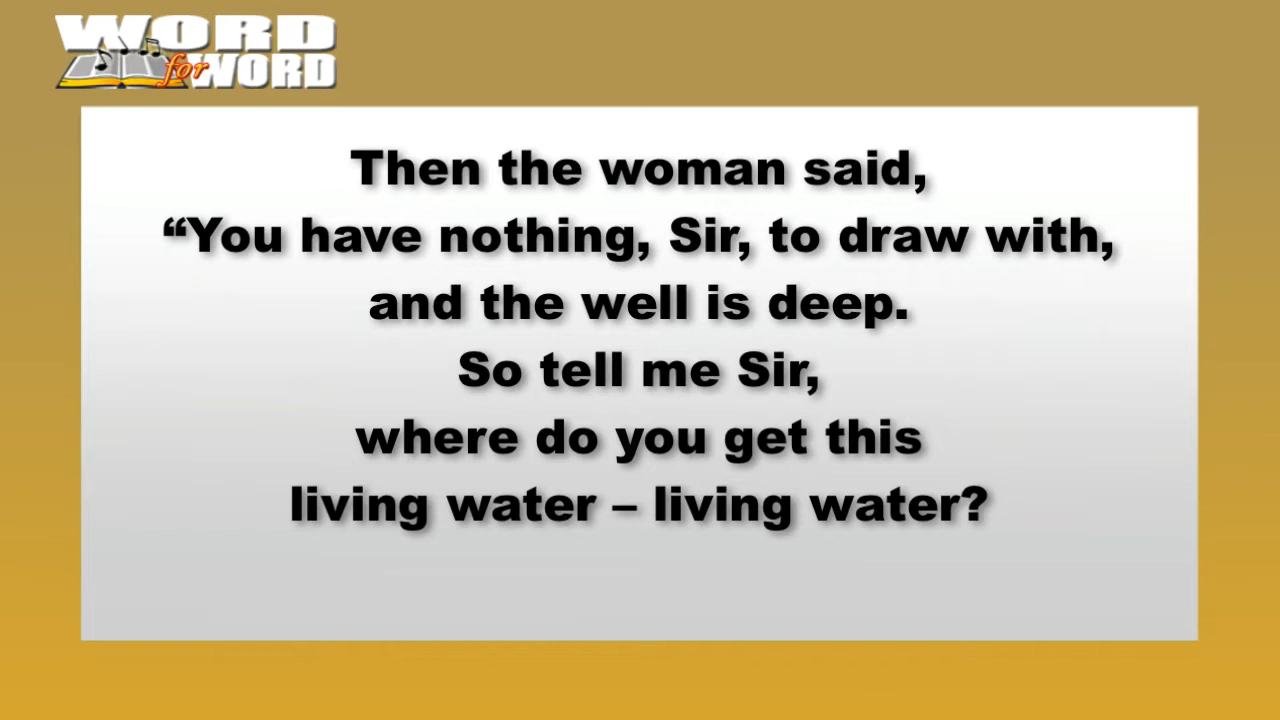 WORD
for WORD
Then the woman said,
“You have nothing, Sir, to draw with,
and the well is deep.
So tell me Sir,
where do you get this
living water – living water?